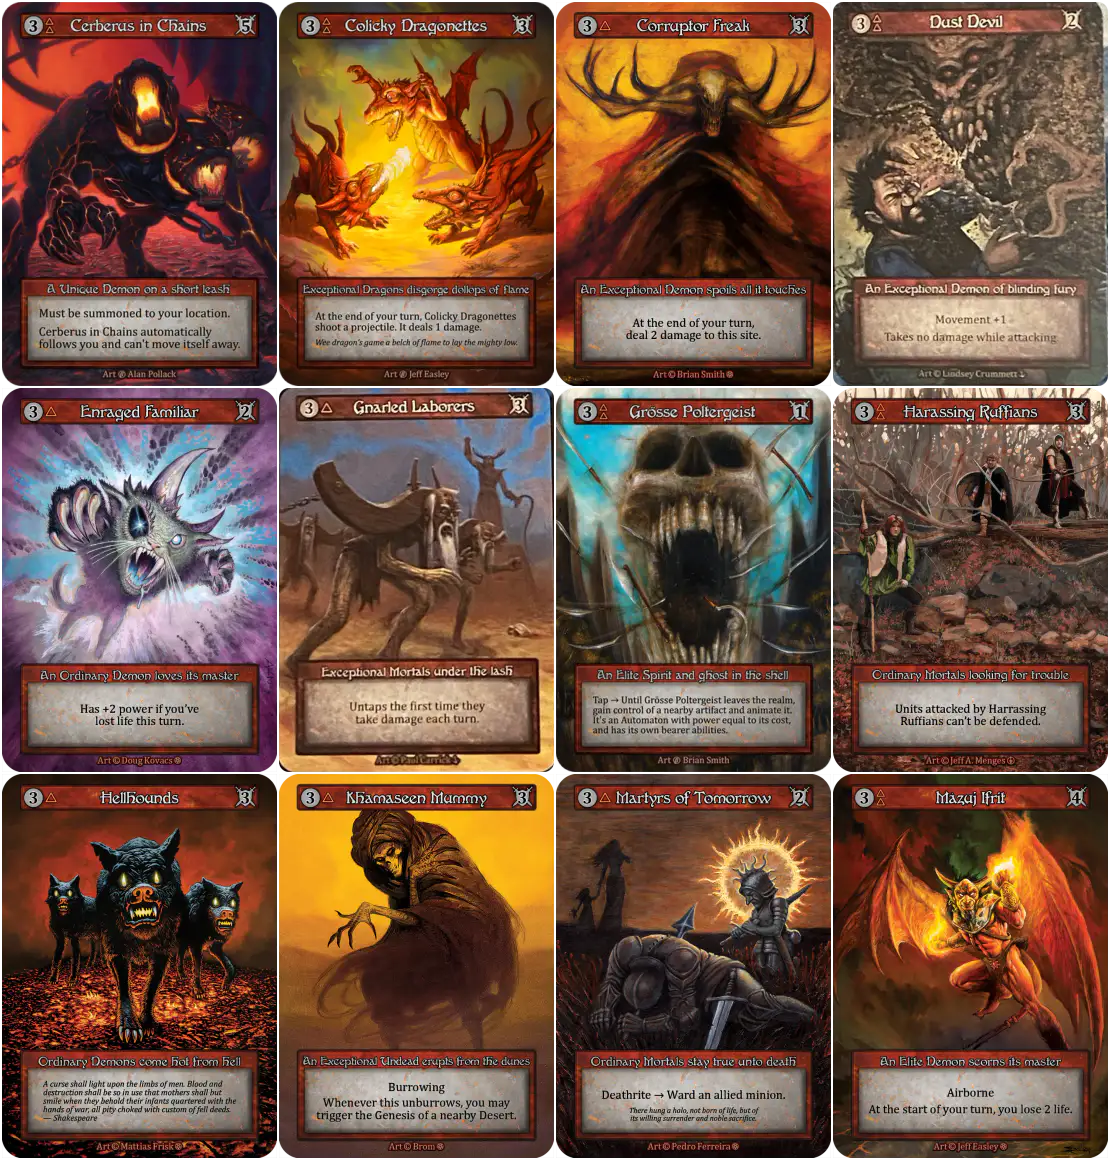 3 Cerberus in Chains 5
A Unique Demon on a short leash
Must be summoned to your location.
Cerberus in Chains automatically
follows you and can't move itself away.
Art @ Alan Pollack
3 Colicky Dragonettes 3
Exceptional Dragons disgorge dollops of flame
At the end of your turn, Colicky Dragonettes
shoot a projectile. It deals 1 damage.
Wee dragon's game a belch of flame to lay the mighty low.
Art @ Jeff Easley
3 Corruptor Freak 3
An Exceptional Demon spoils all it touches
At the end of your turn,
deal 2 damage to this site.
Art © Brian Smith
3 Dust Devil 2
An Exceptional Demon of blinding fury
Movement +1
Takes no damage while attacking
Art © Lindsey Crummett
3 Enraged Familiar 2
An Ordinary Demon loves its master
Has +2 power if you've
lost life this turn.
Art © Doug Kovacs
3 Gnarled Laborers 3
Exceptional Mortals under the lash
Untaps the first time they
take damage each turn.
Art © Paul Carrick
3 Grösse Poltergeist 1
An Elite Spirit and ghost in the shell
Tap → Until Grösse Poltergeist leaves the realm,
gain control of a nearby artifact and animate it.
It's an Automaton with power equal to its cost,
and has its own bearer abilities.
Art @ Brian Smith
3 Harassing Ruffians 3
Ordinary Mortals looking for trouble
Units attacked by Harrassing
Ruffians can't be defended.
Art © Jeff A. Menges
3 Hellhounds 3
Ordinary Demons come hot from hell
A curse shall light upon the limbs of men. Blood and
destruction shall be so in use that mothers shall but
smile when they behold their infants quartered with the
hands of war; all pity choked with custom of fell deeds.
— Shakespeare
Art © Mattias Frisk
3 Khamaseen Mummy 3
An Exceptional Undead erupts from the dunes
Burrowing
Whenever this unburrows, you may
trigger the Genesis of a nearby Desert.
Art © Brom
3 Martyrs of Tomorrow 2
Ordinary Mortals stay true unto death
Deathrite → Ward an allied minion.
There hung a halo, not born of life, but of
its willing surrender and noble sacrifice.
Art © Pedro Ferreira
3 Mazuj Ifrit 4
An Elite Demon scorns its master
Airborne
At the start of your turn, you lose 2 life.
Art © Jeff Easley